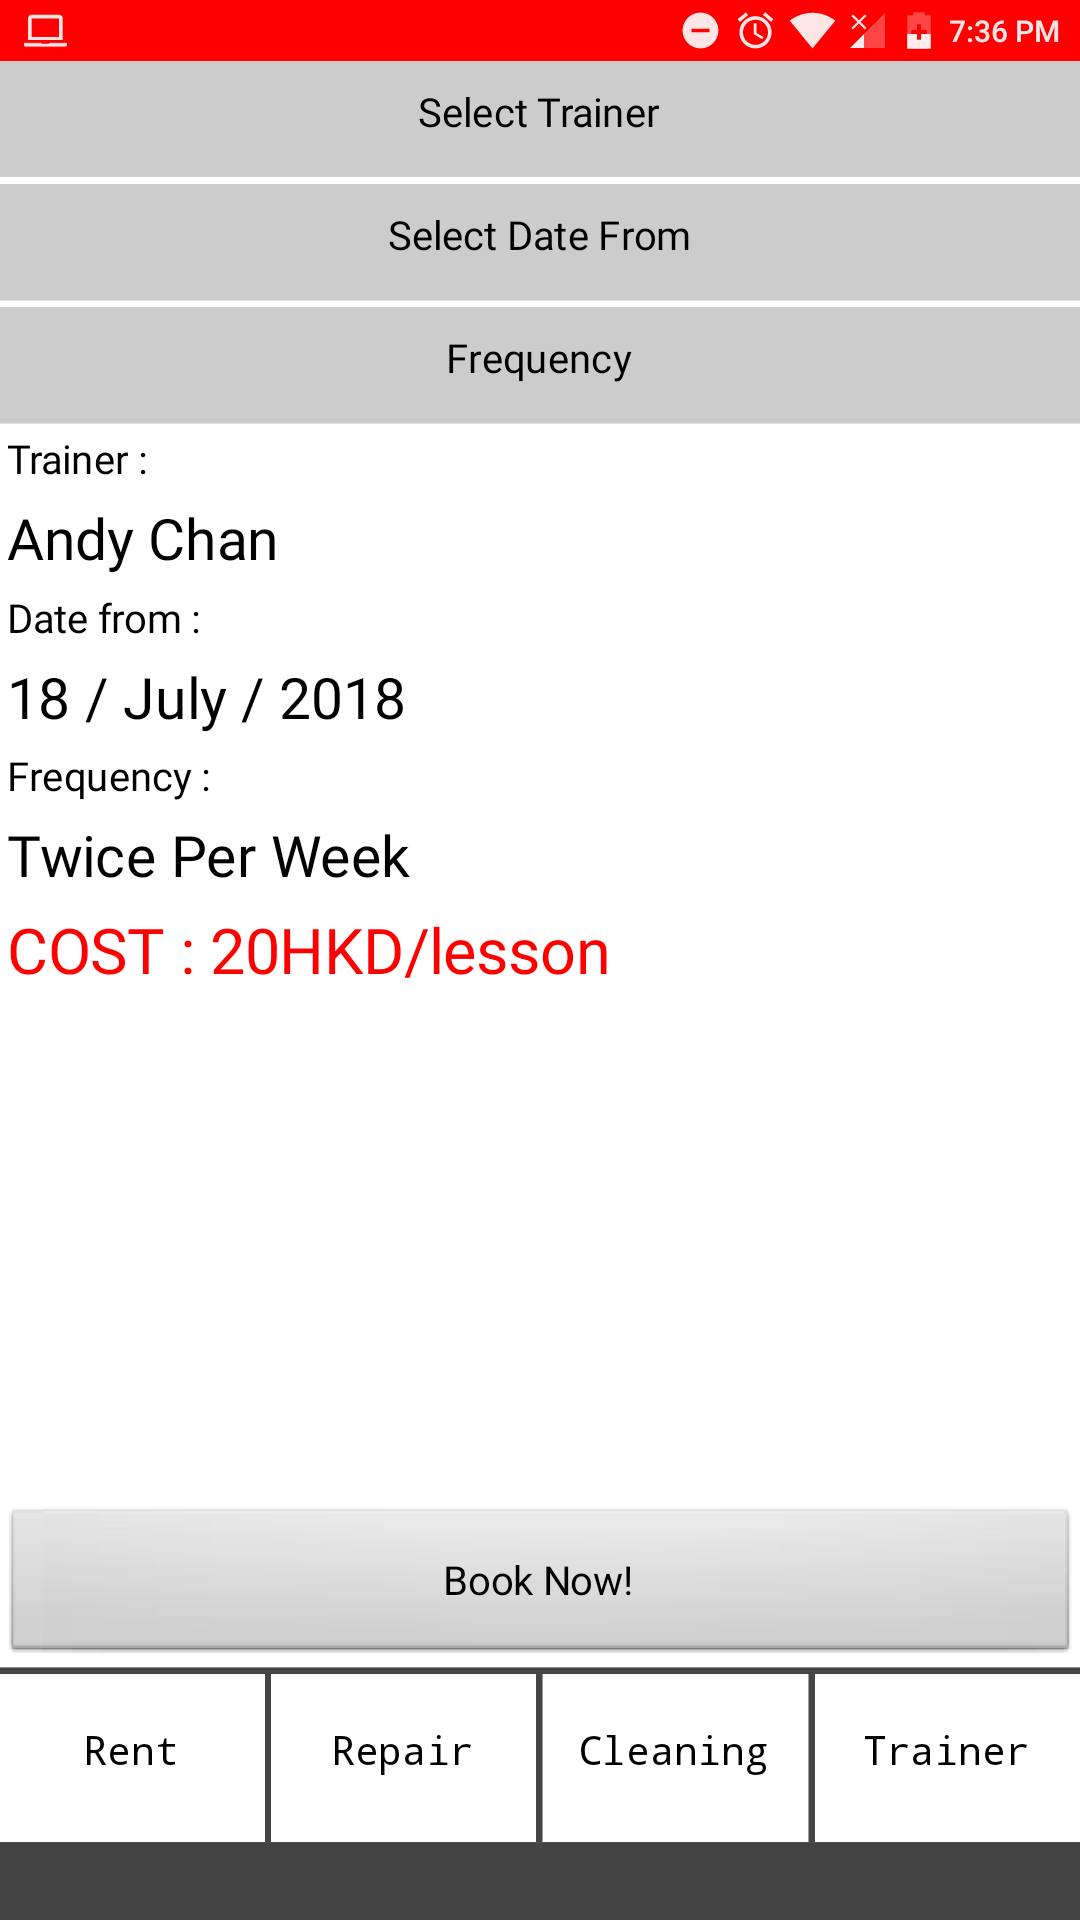 7:36 PM
Select Trainer
Select Date From
Frequency
Trainer :
Andy Chan
Date from :
18 / July / 2018
Frequency :
Twice Per Week
COST : 20HKD/lesson
Book Now!
Rent Repair Cleaning Trainer